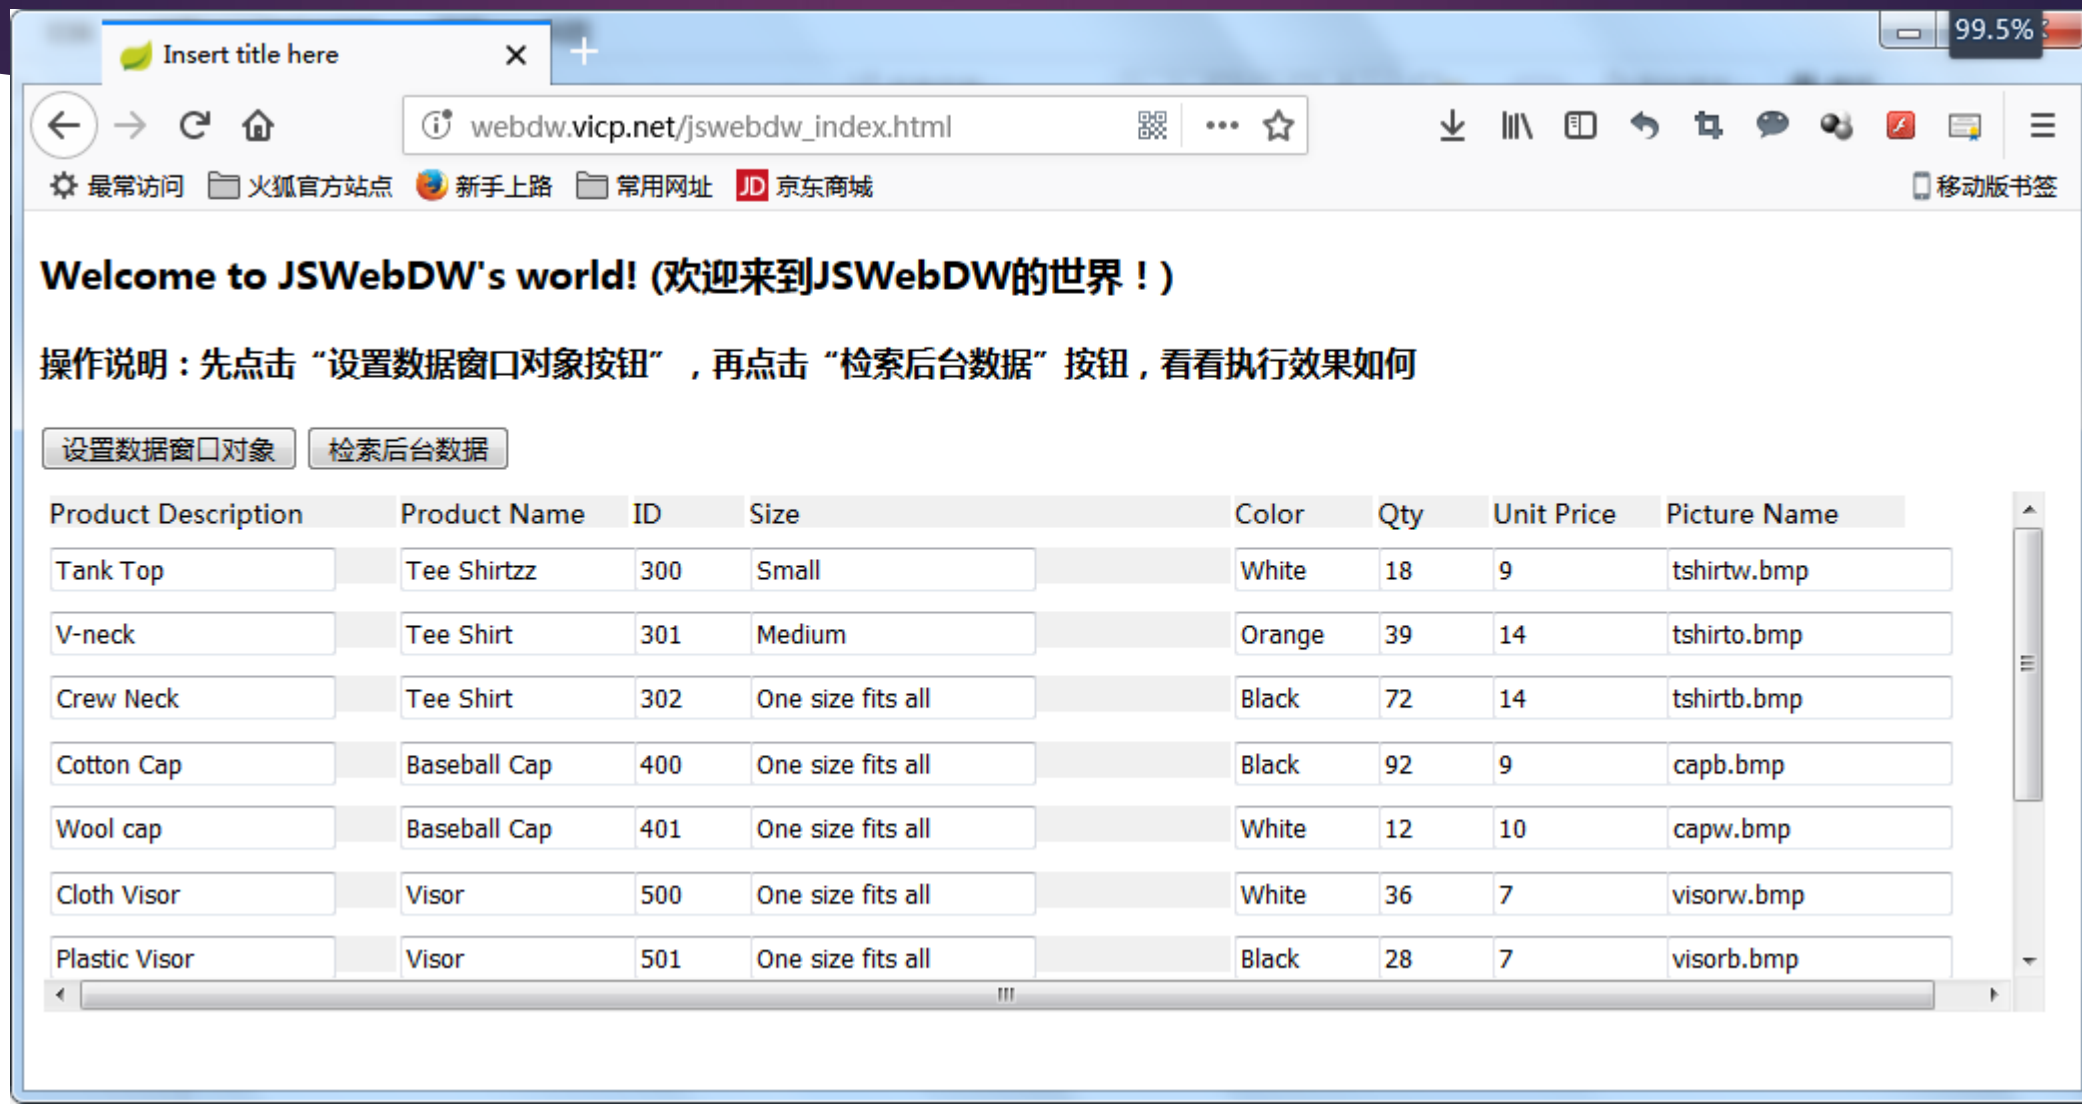 Insert title here
99.5%
webdw.vicp.net/jswebdw_index.html
最常访问 火狐官方站点 新手上路 常用网址 JD 京东商城 移动版书签
Welcome to JSWebDW's world! (欢迎来到JSWebDW的世界！)
操作说明：先点击“设置数据窗口对象按钮”，再点击“检索后台数据”按钮，看看执行效果如何
设置数据窗口对象 检索后台数据
Product Description Product Name ID Size Color Qty Unit Price Picture Name
Tank Top Tee Shirtzz 300 Small White 18 9 tshirtw.bmp
V-neck Tee Shirt 301 Medium Orange 39 14 tshirto.bmp
Crew Neck Tee Shirt 302 One size fits all Black 72 14 tshirtb.bmp
Cotton Cap Baseball Cap 400 One size fits all Black 92 9 capb.bmp
Wool cap Baseball Cap 401 One size fits all White 12 10 capw.bmp
Cloth Visor Visor 500 One size fits all White 36 7 visorw.bmp
Plastic Visor Visor 501 One size fits all Black 28 7 visorb.bmp